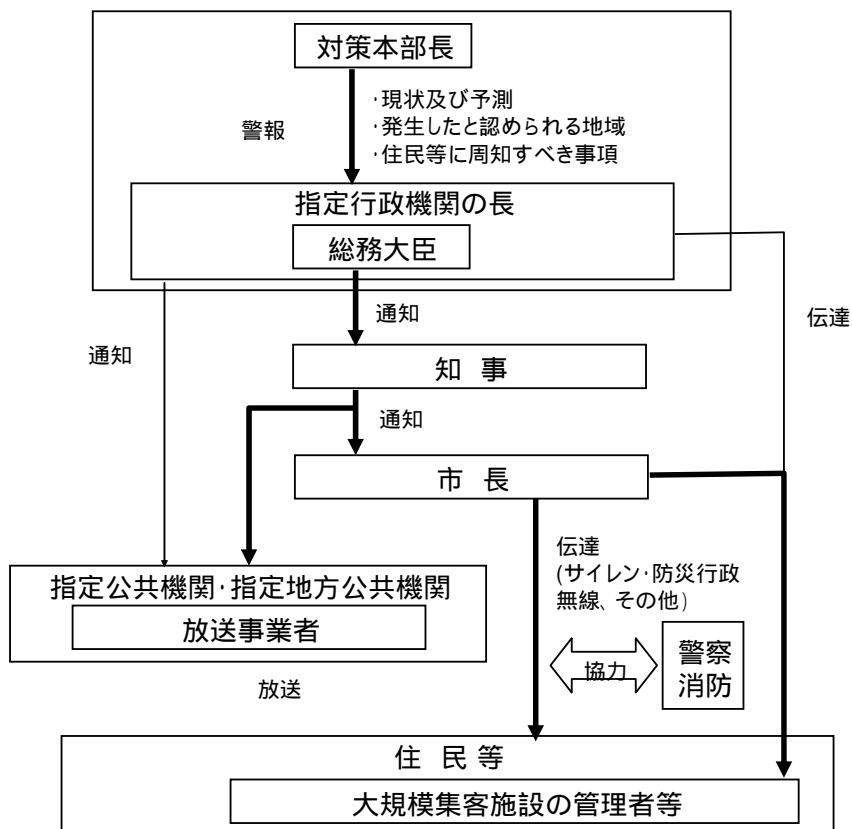 対策本部長
・現状及び予測
・発生したと認められる地域
・住民等に周知すべき事項
警報
指定行政機関の長
総務大臣
通知
伝達
通知
知 事
通知
市 長
伝達
(サイレン・防災行政
無線、その他)
指定公共機関・指定地方公共機関
放送事業者
協力
警察
消防
放送
住 民 等
大規模集客施設の管理者等